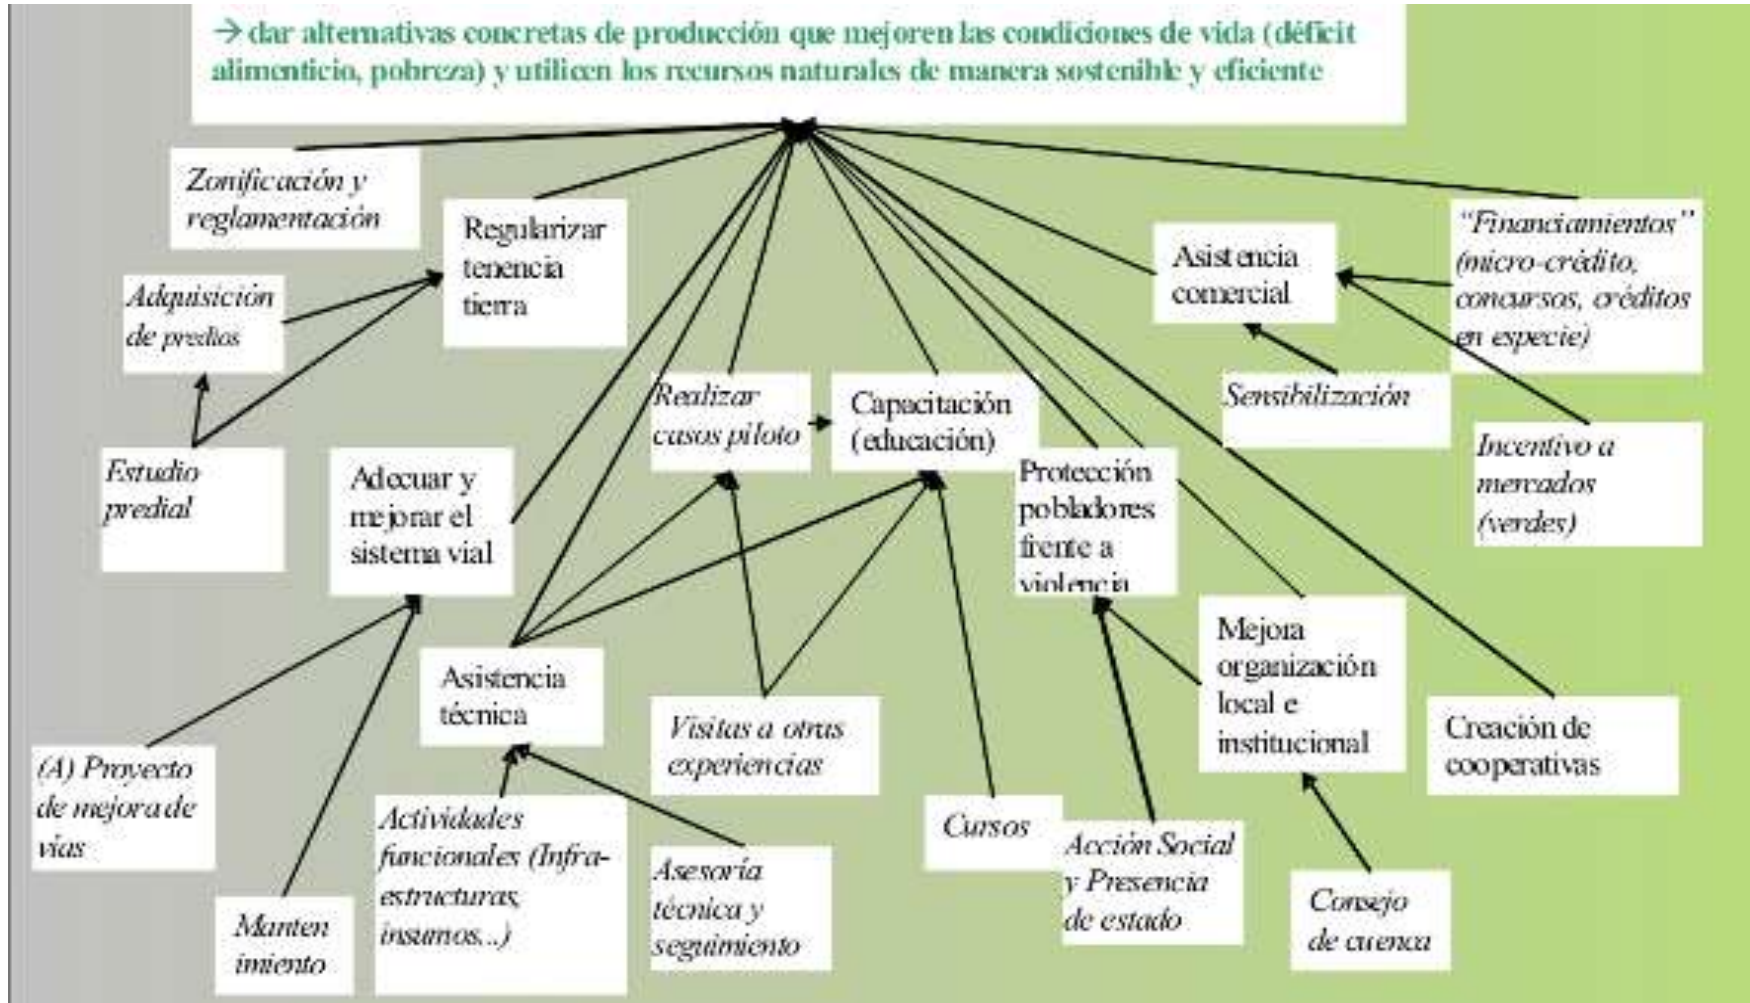 → dar alternativas concretas de producción que mejoren las condiciones de vida (déficit
alimenticio, pobreza) y utilicen los recursos naturales de manera sostenible y eficiente
Zonificación y
reglamentación
Regularizar
tenencia
tierra
Adquisición
de predios
Estudio
predial
Adecuar y
mejorar el
sistema vial
(A) Proyecto
de mejora de
vías
Manten
imiento
Asistencia
técnica
Actividades
funcionales (Infra-
estructuras,
insumos...)
Asesoría
técnica y
seguimiento
Realizar
casos piloto
Capacitación
(educación)
Visitas a otras
experiencias
Cursos
Protección
pobladores
frente a
violencia
Acción Social
y Presencia
de estado
Mejora
organización
local e
institucional
Consejo
de cuenca
Creación de
cooperativas
Asistencia
comercial
Sensibilización
“Financiamientos”
(micro-crédito,
concursos, créditos
en especie)
Incentivo a
mercados
(verdes)